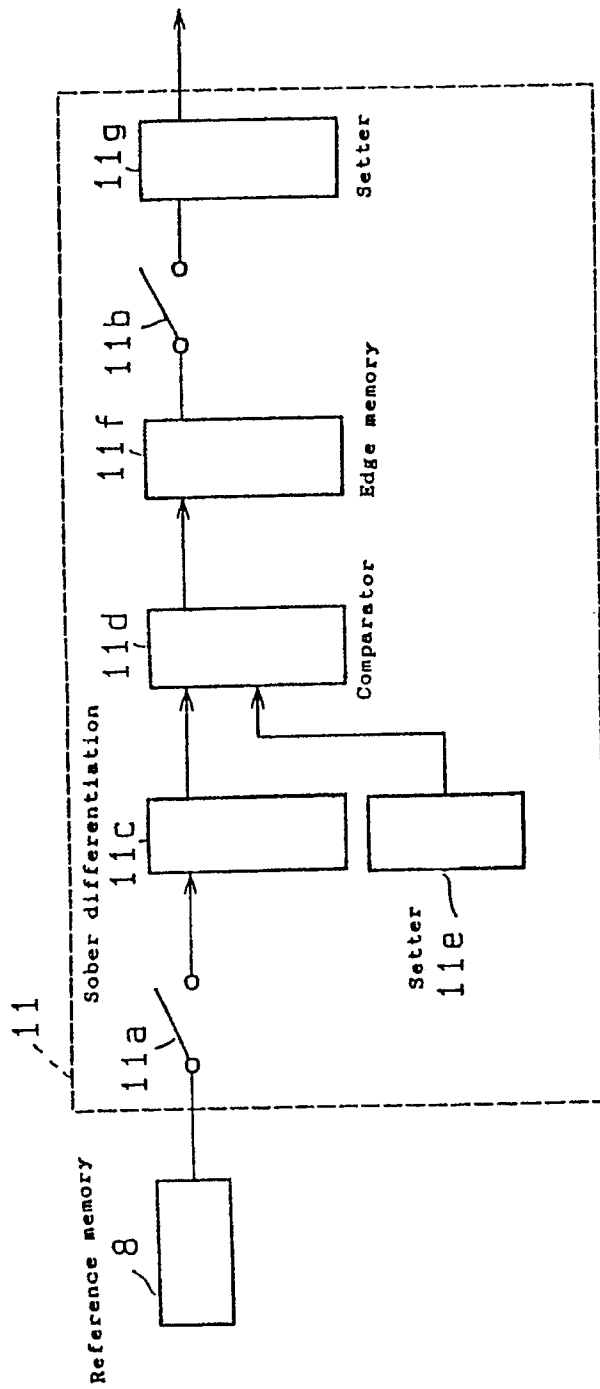 11
Reference memory
8
11a
Sober differentiation
11c
Setter
11e
11d
Comparator
11f
Edge memory
11b
11g
Setter